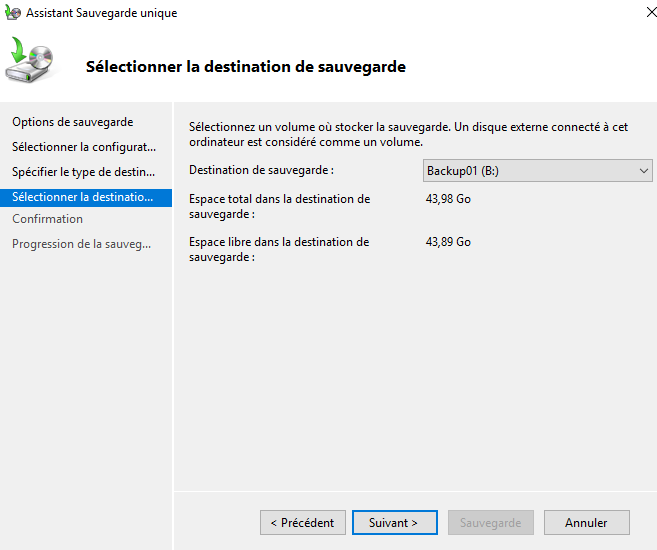 Assistant Sauvegarde unique
Sélectionner la destination de sauvegarde
Options de sauvegarde
Sélectionner la configurat...
Spécifier le type de destin...
Sélectionner la destinatio...
Confirmation
Progression de la sauveg...
Sélectionnez un volume où stocker la sauvegarde. Un disque externe connecté à cet
ordinateur est considéré comme un volume.
Destination de sauvegarde : Backup01 (B:)
Espace total dans la destination de 43,98 Go
sauvegarde :
Espace libre dans la destination de 43,89 Go
sauvegarde :
< Précédent Suivant > Sauvegarde Annuler